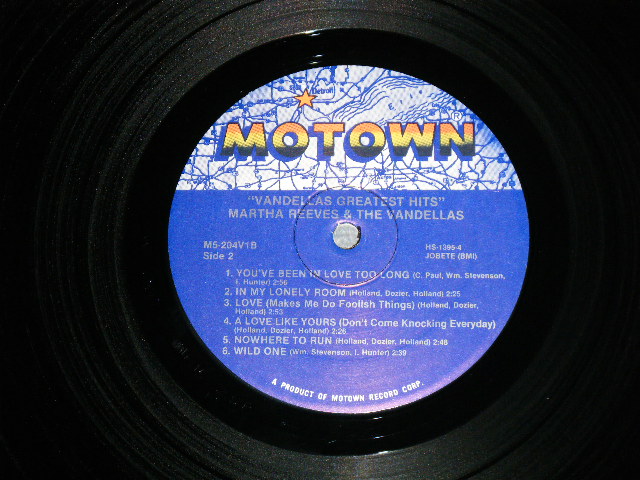 Detroit
MOTOWN®
"VANDELLAS GREATEST HITS"
MARTHA REEVES & THE VANDELLAS
M5-204V1B
Side 2
HS-1399-4
JOBETE (BMI)
1. YOU'VE BEEN IN LOVE TOO LONG (C. Paul, Wm. Stevenson,
I. Hunter) 2:56
2. IN MY LONELY ROOM (Holland, Dozier, Holland) 2:25
3. LOVE (Makes Me Do Foolish Things) (Holland, Dozier,
Holland) 2:53
4. A LOVE LIKE YOURS (Don't Come Knocking Everyday)
(Holland, Dozier, Holland) 2:26
5. NOWHERE TO RUN (Holland, Dozier, Holland) 2:46
6. WILD ONE (Wm. Stevenson, I. Hunter) 2:39
A PRODUCT OF MOTOWN RECORD CORP.